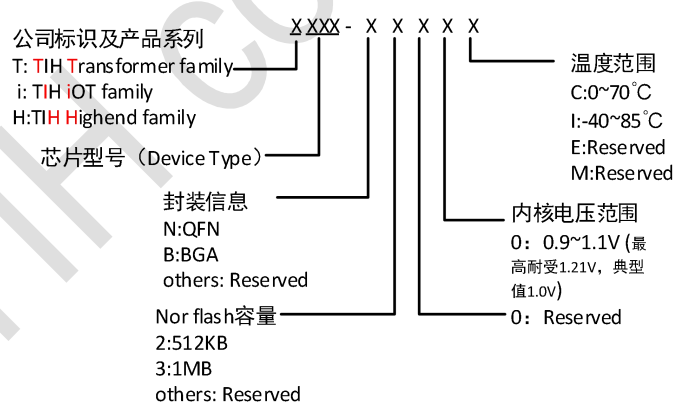 X XXX - X X X X X
公司标识及产品系列
T: TIH Transformer family
i: TIH iOT family
H:TIH Highend family
芯片型号（Device Type）
封装信息
N:QFN
B:BGA
others: Reserved
Nor flash容量
2:512KB
3:1MB
others: Reserved
温度范围
C:0~70℃
I:-40~85℃
E:Reserved
M:Reserved
内核电压范围
0：0.9~1.1V (最
高耐受1.21V，典型
值1.0V)
0：Reserved